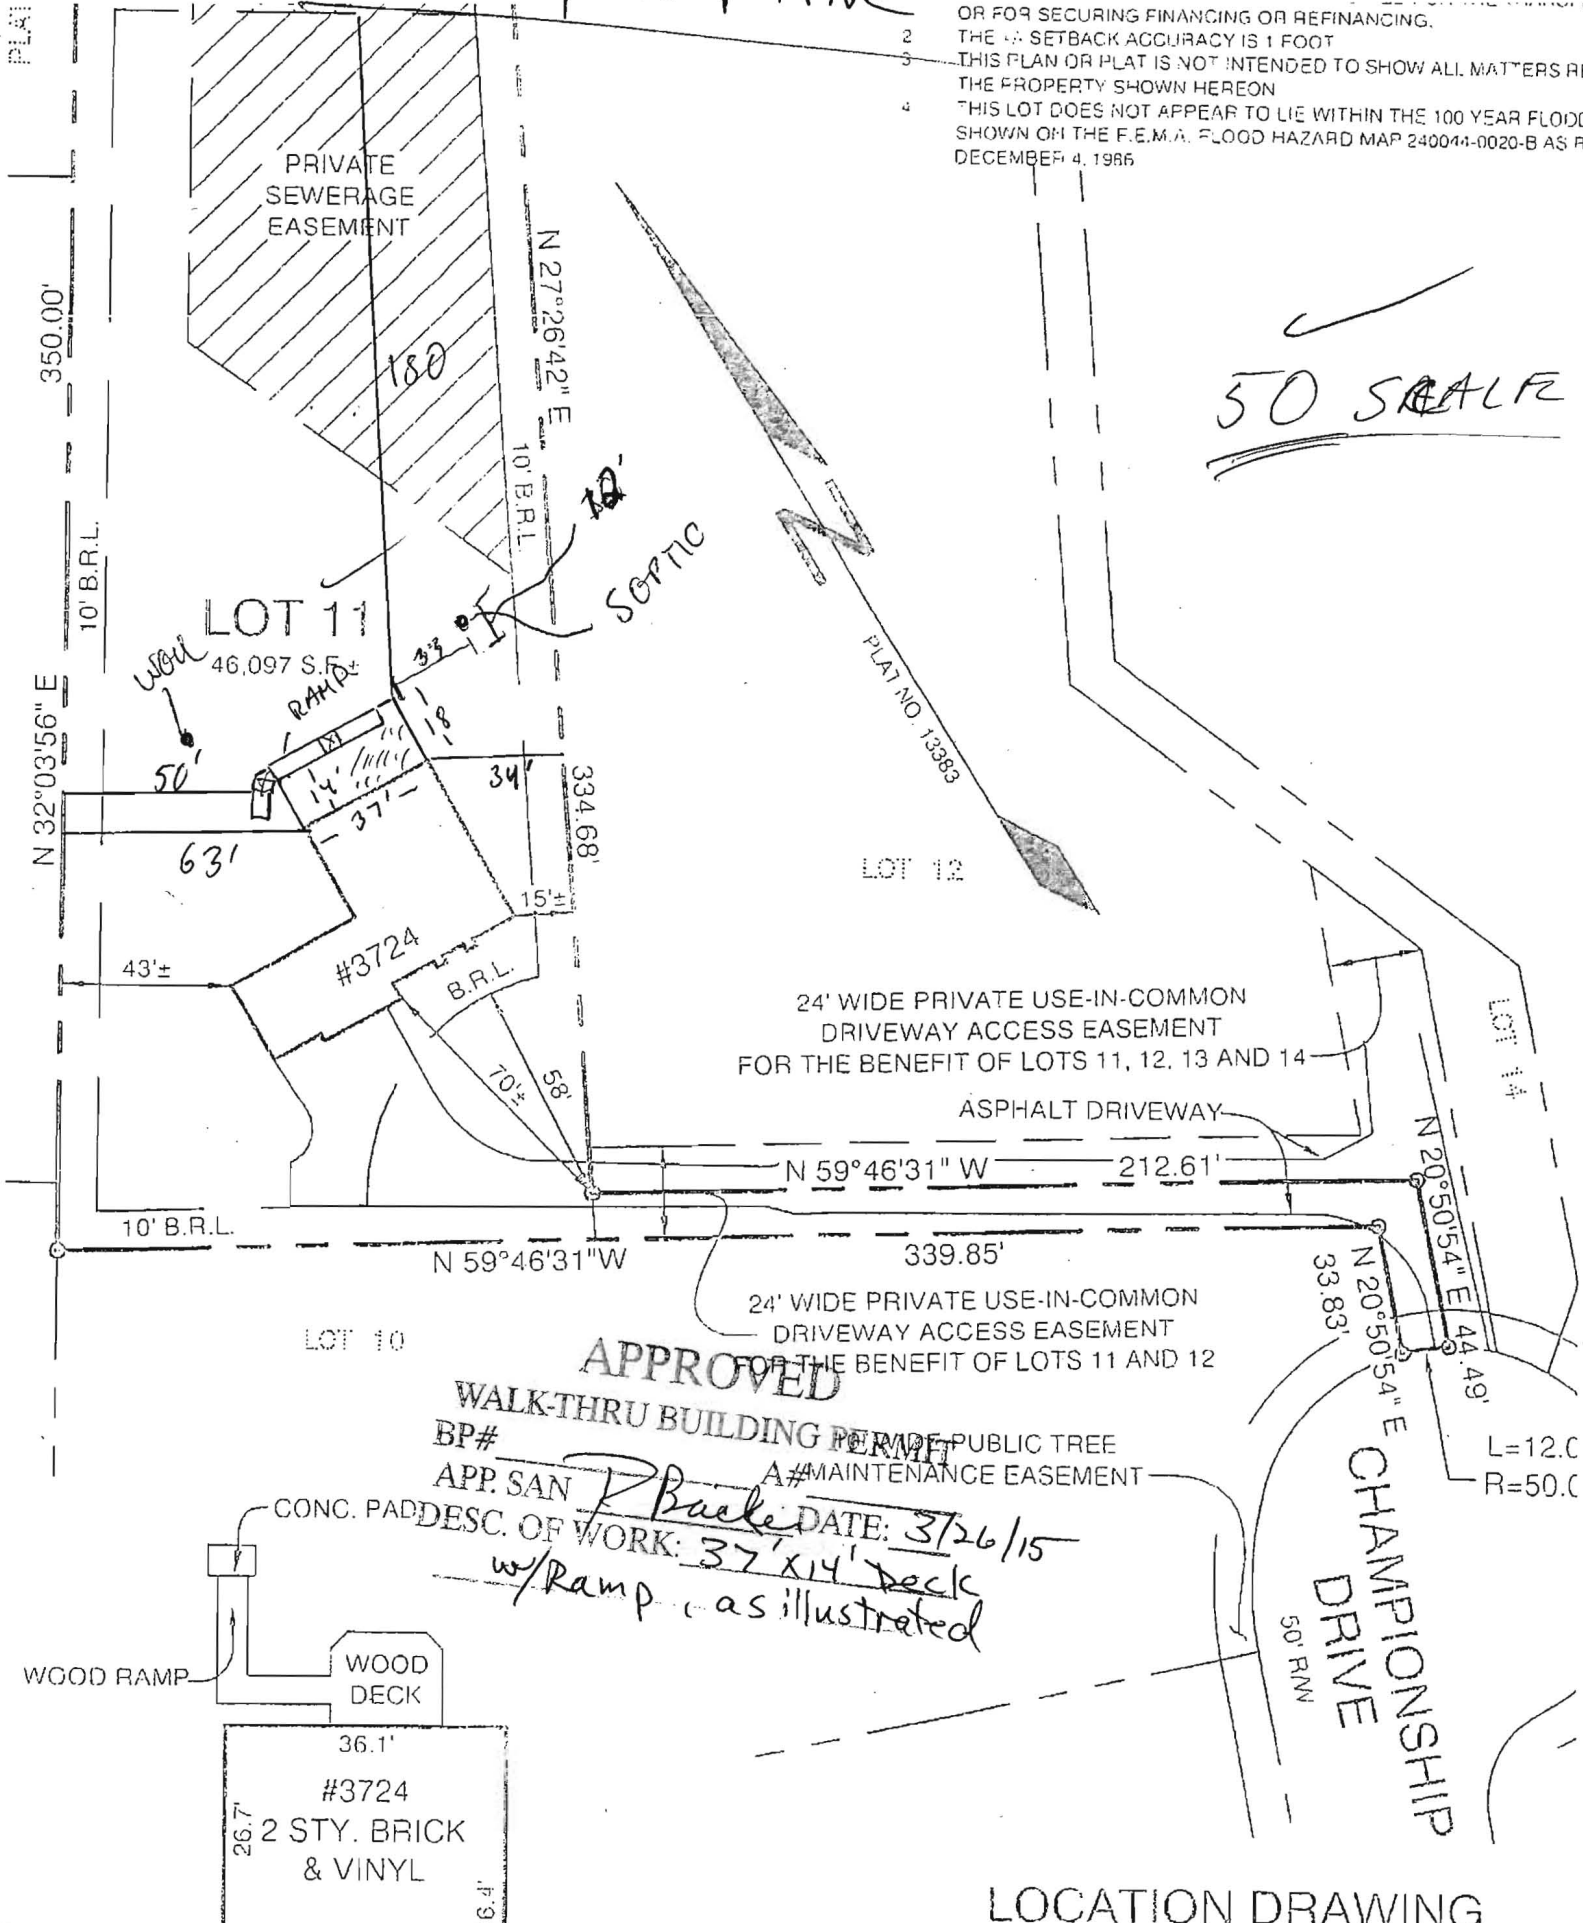 OR FOR SECURING FINANCING OR REFINANCING.
2 THE +/- SETBACK ACCURACY IS 1 FOOT
3 THIS PLAN OR PLAT IS NOT INTENDED TO SHOW ALL MATTERS
THE PROPERTY SHOWN HEREON
4 THIS LOT DOES NOT APPEAR TO LIE WITHIN THE 100 YEAR FLOOD
SHOWN ON THE F.E.M.A. FLOOD HAZARD MAP 240044-0020-B AS
DECEMBER 4, 1986
PLAT
PRIVATE
SEWERAGE
EASEMENT
350.00'
N 27°26'42" E
180
50 SCALE
10' B.R.L.
10' B.R.L.
SEPTIC
LOT 11
46,097 S.F.±
WELL
RAMP
33
18
PLAT NO. 13383
N 32°03'56" E
50'
14'
37'
34'
334.68'
63'
LOT 12
15'±
#3724
43'±
B.R.L.
24' WIDE PRIVATE USE-IN-COMMON
DRIVEWAY ACCESS EASEMENT
FOR THE BENEFIT OF LOTS 11, 12, 13 AND 14
LOT 14
70'±
58'
ASPHALT DRIVEWAY
N 59°46'31" W
212.61'
N 20°50'54" E 44.49'
10' B.R.L.
N 59°46'31"W
339.85'
N 20°50'54" E
33.83'
24' WIDE PRIVATE USE-IN-COMMON
DRIVEWAY ACCESS EASEMENT
FOR THE BENEFIT OF LOTS 11 AND 12
LOT 10
APPROVED
WALK-THRU BUILDING PERMIT
WIDE PUBLIC TREE
MAINTENANCE EASEMENT
BP#
A#
APP. SAN
DATE: 3/26/15
DESC. OF WORK: 37'x14' Deck
w/Ramp, as illustrated
L=12.0
R=50.0
CONC. PAD
CHAMPIONSHIP
DRIVE
50' R/W
WOOD RAMP
WOOD
DECK
36.1'
#3724
2 STY. BRICK
& VINYL
26.7'
6.4'
LOCATION DRAWING